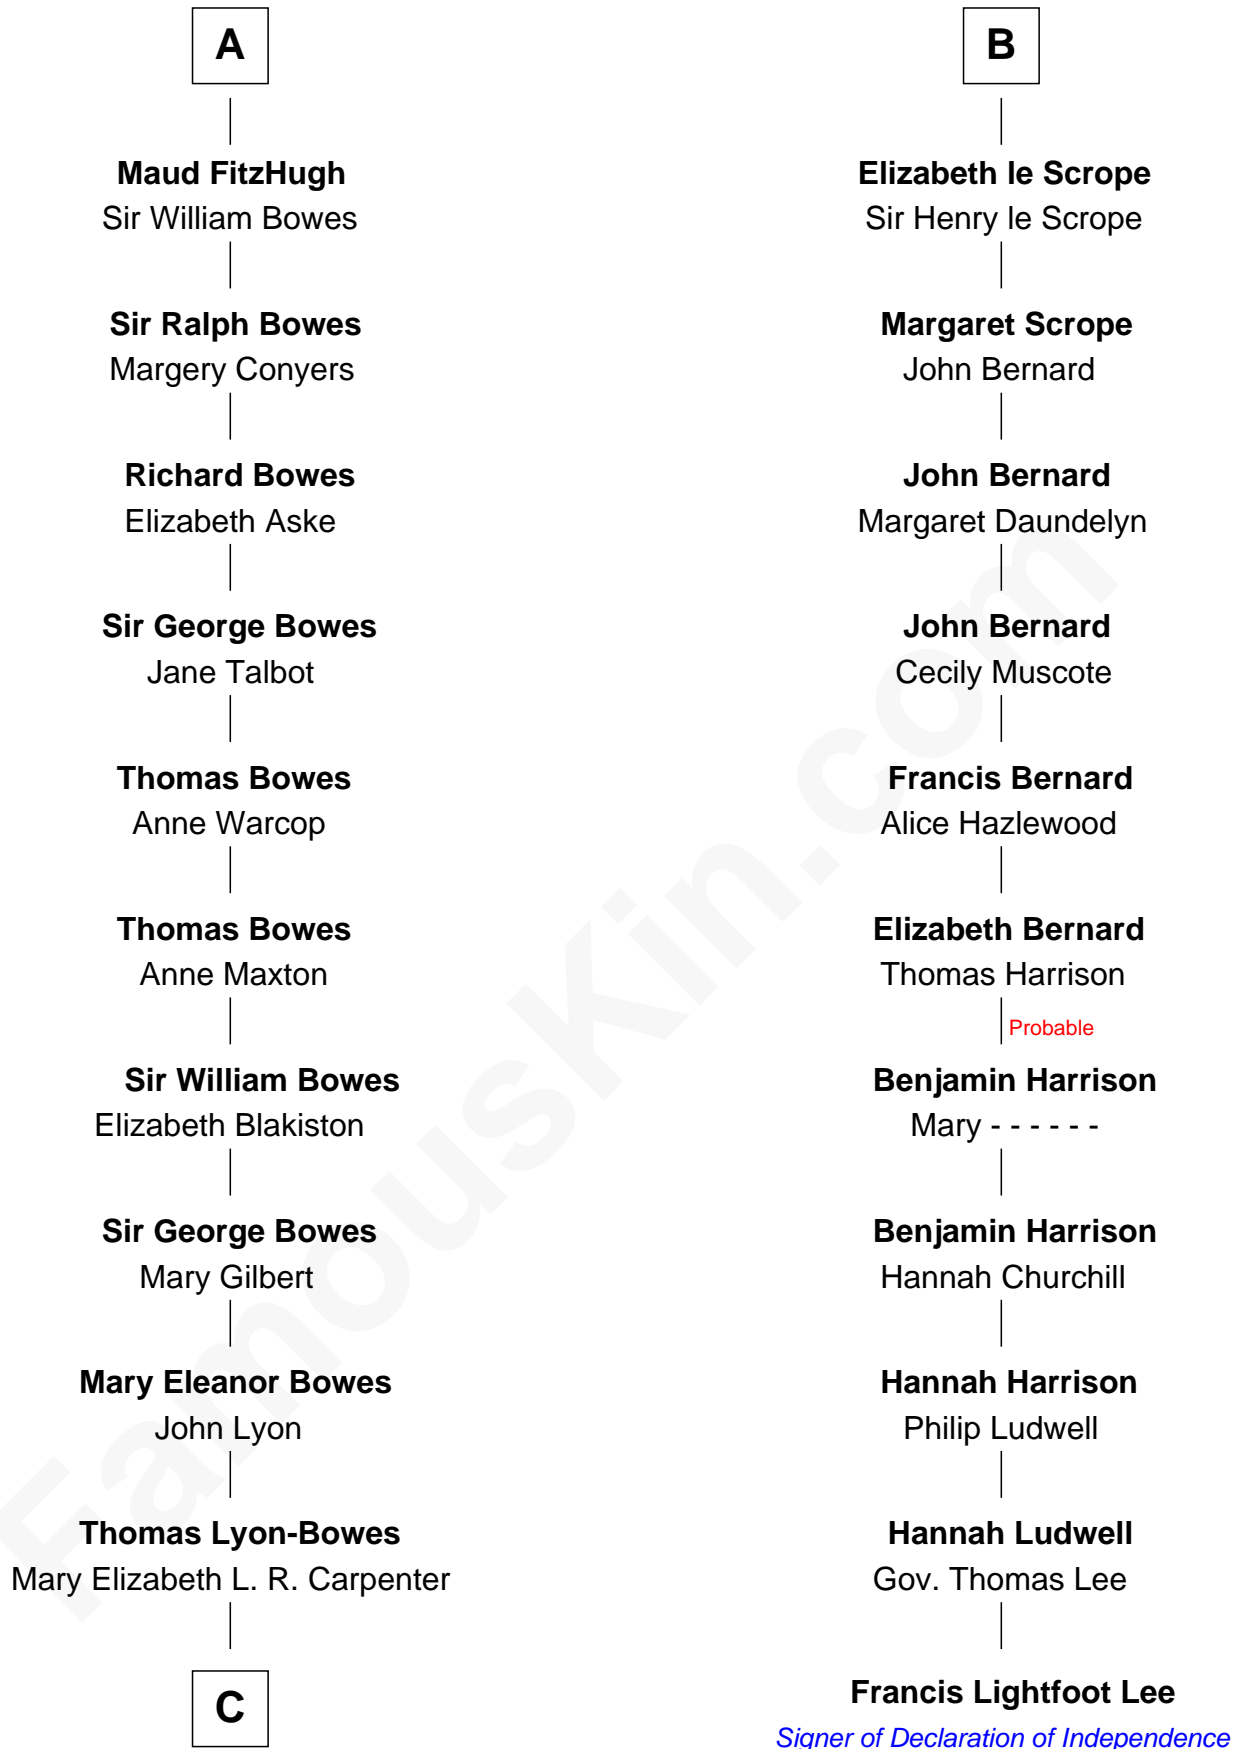 A
Maud FitzHugh
Sir William Bowes
Sir Ralph Bowes
Margery Conyers
Richard Bowes
Elizabeth Aske
Sir George Bowes
Jane Talbot
Thomas Bowes
Anne Warcop
Thomas Bowes
Anne Maxton
Sir William Bowes
Elizabeth Blakiston
Sir George Bowes
Mary Gilbert
Mary Eleanor Bowes
John Lyon
Thomas Lyon-Bowes
Mary Elizabeth L. R. Carpenter
C
B
Elizabeth le Scrope
Sir Henry le Scrope
Margaret Scrope
John Bernard
John Bernard
Margaret Daundelyn
John Bernard
Cecily Muscote
Francis Bernard
Alice Hazlewood
Elizabeth Bernard
Thomas Harrison
Probable
Benjamin Harrison
Mary - - - - - -
Benjamin Harrison
Hannah Churchill
Hannah Harrison
Philip Ludwell
Hannah Ludwell
Gov. Thomas Lee
Francis Lightfoot Lee
Signer of Declaration of Independence
FamousKin.com